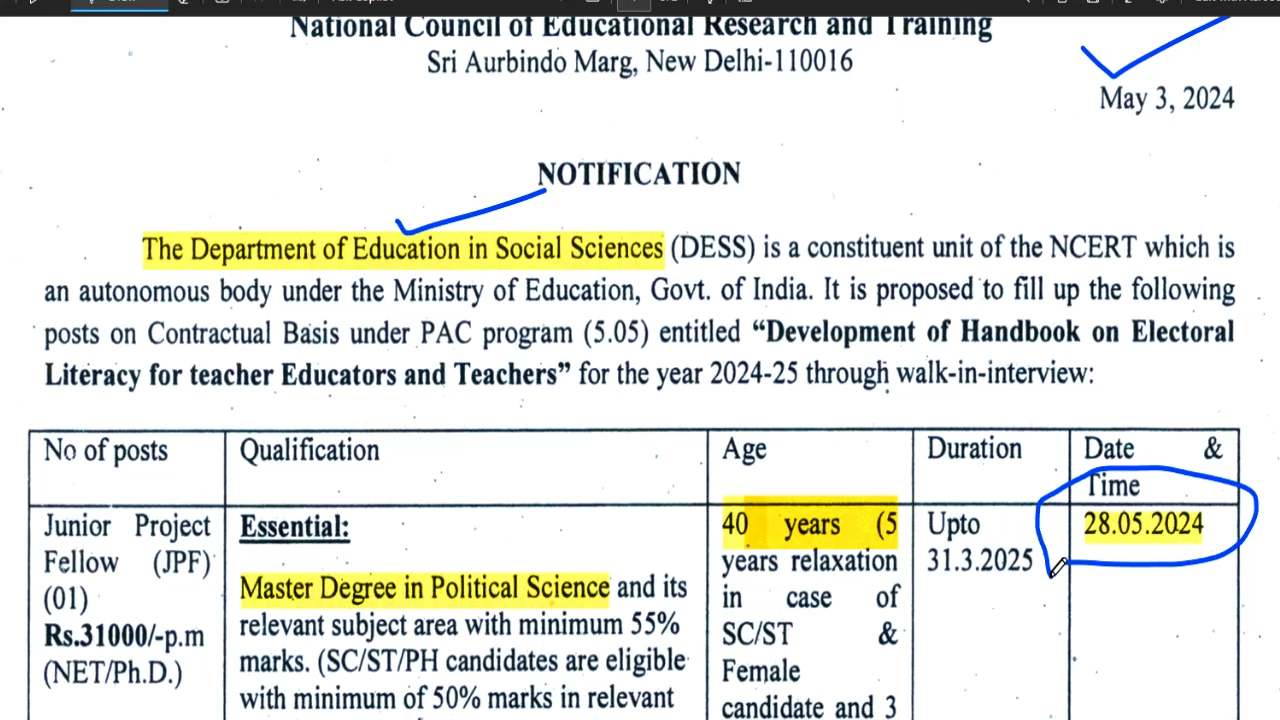 National Council of Educational Research and Training
Sri Aurbindo Marg, New Delhi-110016
May 3, 2024
NOTIFICATION
The Department of Education in Social Sciences (DESS) is a constituent unit of the NCERT which is
an autonomous body under the Ministry of Education, Govt. of India. It is proposed to fill up the following
posts on Contractual Basis under PAC program (5.05) entitled “Development of Handbook on Electoral
Literacy for teacher Educators and Teachers” for the year 2024-25 through walk-in-interview:
No of posts
Qualification
Age
Duration
Date &
Time
Junior Project
Fellow (JPF)
(01)
Rs.31000/-p.m
(NET/Ph.D.)
Essential:
Master Degree in Political Science and its
relevant subject area with minimum 55%
marks. (SC/ST/PH candidates are eligible
with minimum of 50% marks in relevant
40 years (5
years relaxation
in case of
SC/ST &
Female
candidate and 3
Upto
31.3.2025
28.05.2024